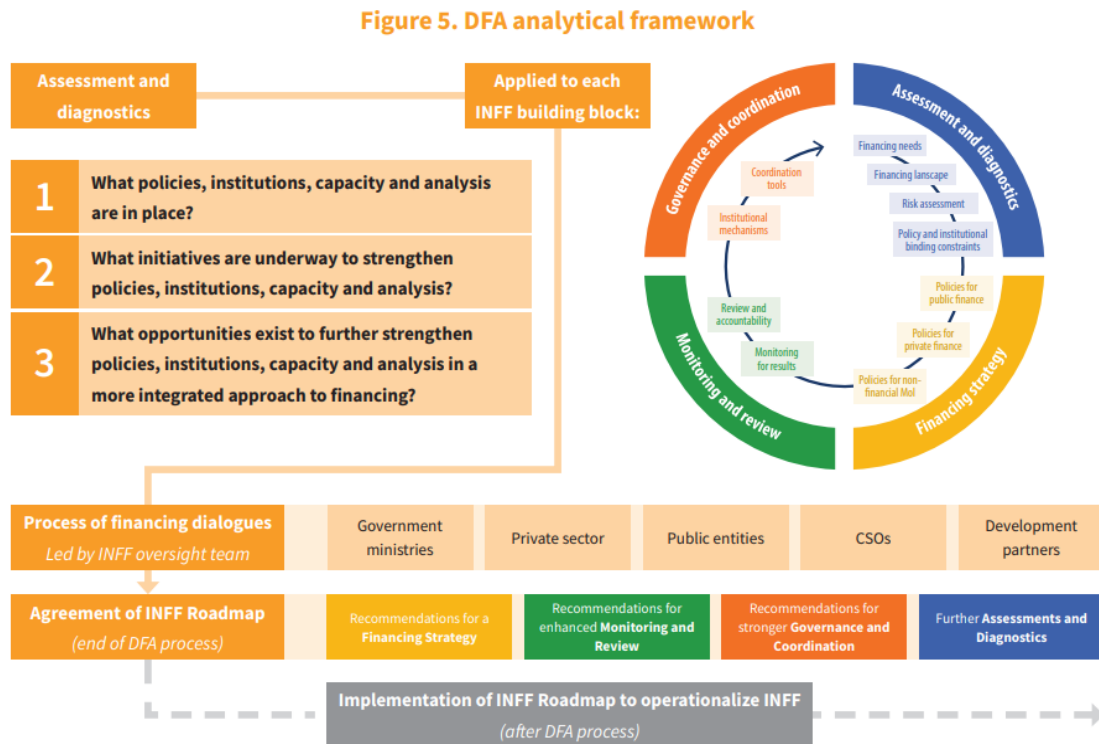 Figure 5. DFA analytical framework
Assessment and
diagnostics
Applied to each
INFF building block:
1
What policies, institutions, capacity and analysis
are in place?
2
What initiatives are underway to strengthen
policies, institutions, capacity and analysis?
3
What opportunities exist to further strengthen
policies, institutions, capacity and analysis in a
more integrated approach to financing?
Governance and coordination
Assessment and diagnostics
Financing strategy
Monitoring and review
Financing needs
Financing lanscape
Risk assessment
Policy and institutional
binding constraints
Policies for
public finance
Policies for
private finance
Policies for non-
financial MoI
Monitoring
for results
Review and
accountability
Institutional
mechanisms
Coordination
tools
Process of financing dialogues
Led by INFF oversight team
Government
ministries
Private sector
Public entities
CSOs
Development
partners
Agreement of INFF Roadmap
(end of DFA process)
Recommendations for a
Financing Strategy
Recommendations for
enhanced Monitoring and
Review
Recommendations for
stronger Governance and
Coordination
Further Assessments and
Diagnostics
Implementation of INFF Roadmap to operationalize INFF
(after DFA process)